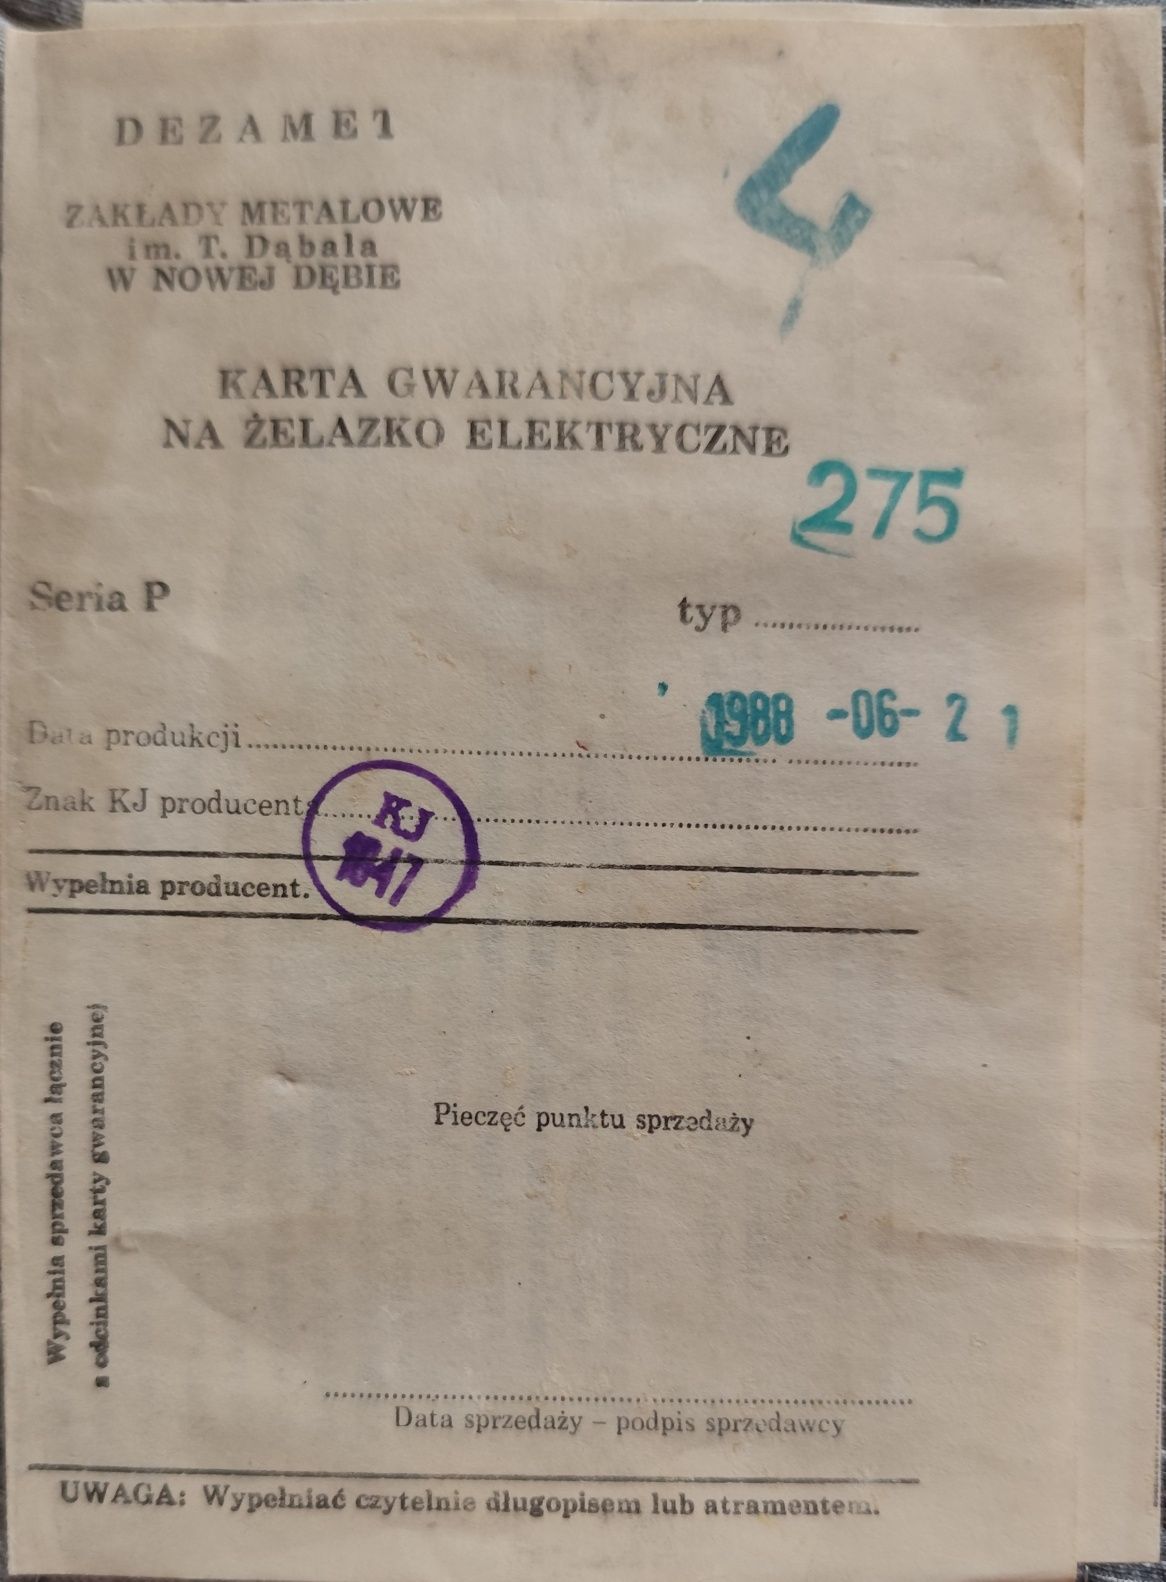 DEZAMET
ZAKŁADY METALOWE
im. T. Dąbala
W NOWEJ DĘBIE
4
KARTA GWARANCYJNA
NA ŻELAZKO ELEKTRYCZNE
275
Seria P
typ
1988 -06- 21
Data produkcji
Znak KJ producenta
KJ
1847
Wypełnia producent.
Wypełnia sprzedawca łącznie
z odcinkami karty gwarancyjnej
Pieczęć punktu sprzedaży
Data sprzedaży – podpis sprzedawcy
UWAGA: Wypełniać czytelnie długopisem lub atramentem.